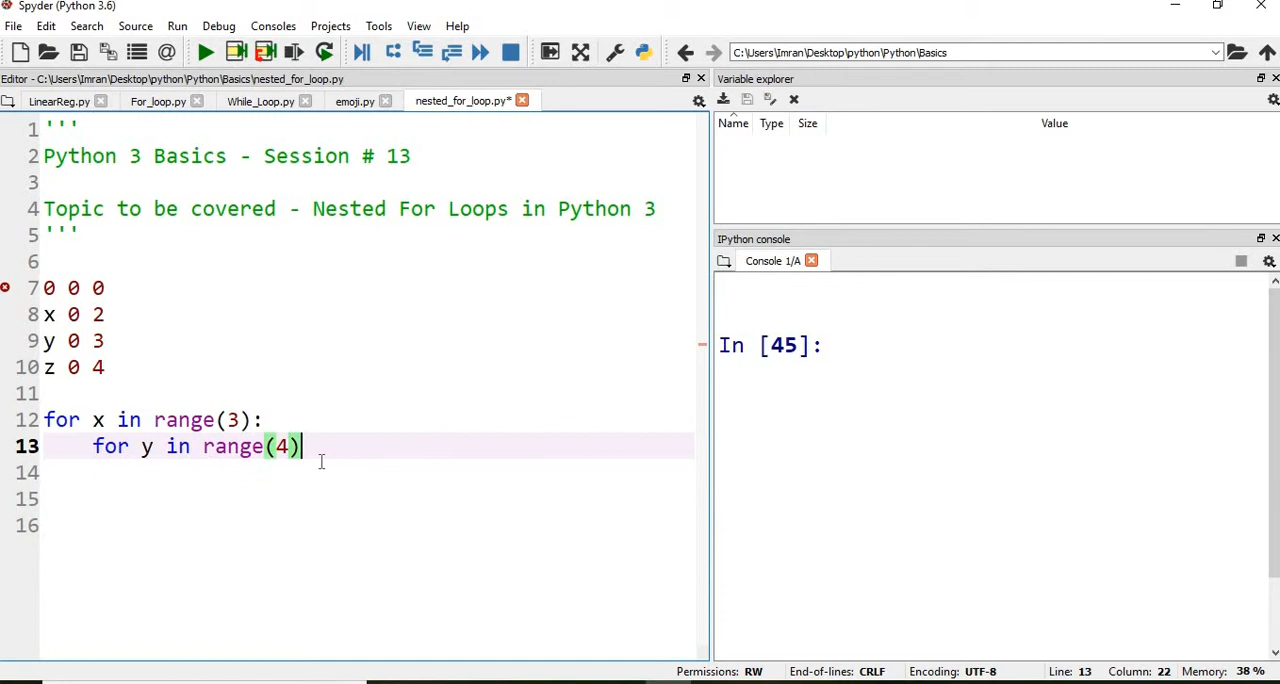 Spyder (Python 3.6)
File Edit Search Source Run Debug Consoles Projects Tools View Help
C:\Users\Imran\Desktop\python\Python\Basics
Editor - C:\Users\Imran\Desktop\python\Python\Basics\nested_for_loop.py
LinearReg.py For_loop.py While_Loop.py emoji.py nested_for_loop.py*
1 '''
2 Python 3 Basics - Session # 13
3
4 Topic to be covered - Nested For Loops in Python 3
5 '''
6
7 0 0 0
8 x 0 2
9 y 0 3
10 z 0 4
11
12 for x in range(3):
13 for y in range(4)
14
15
16
Variable explorer
Name Type Size Value
IPython console
Console 1/A
In [45]:
Permissions: RW End-of-lines: CRLF Encoding: UTF-8 Line: 13 Column: 22 Memory: 38 %